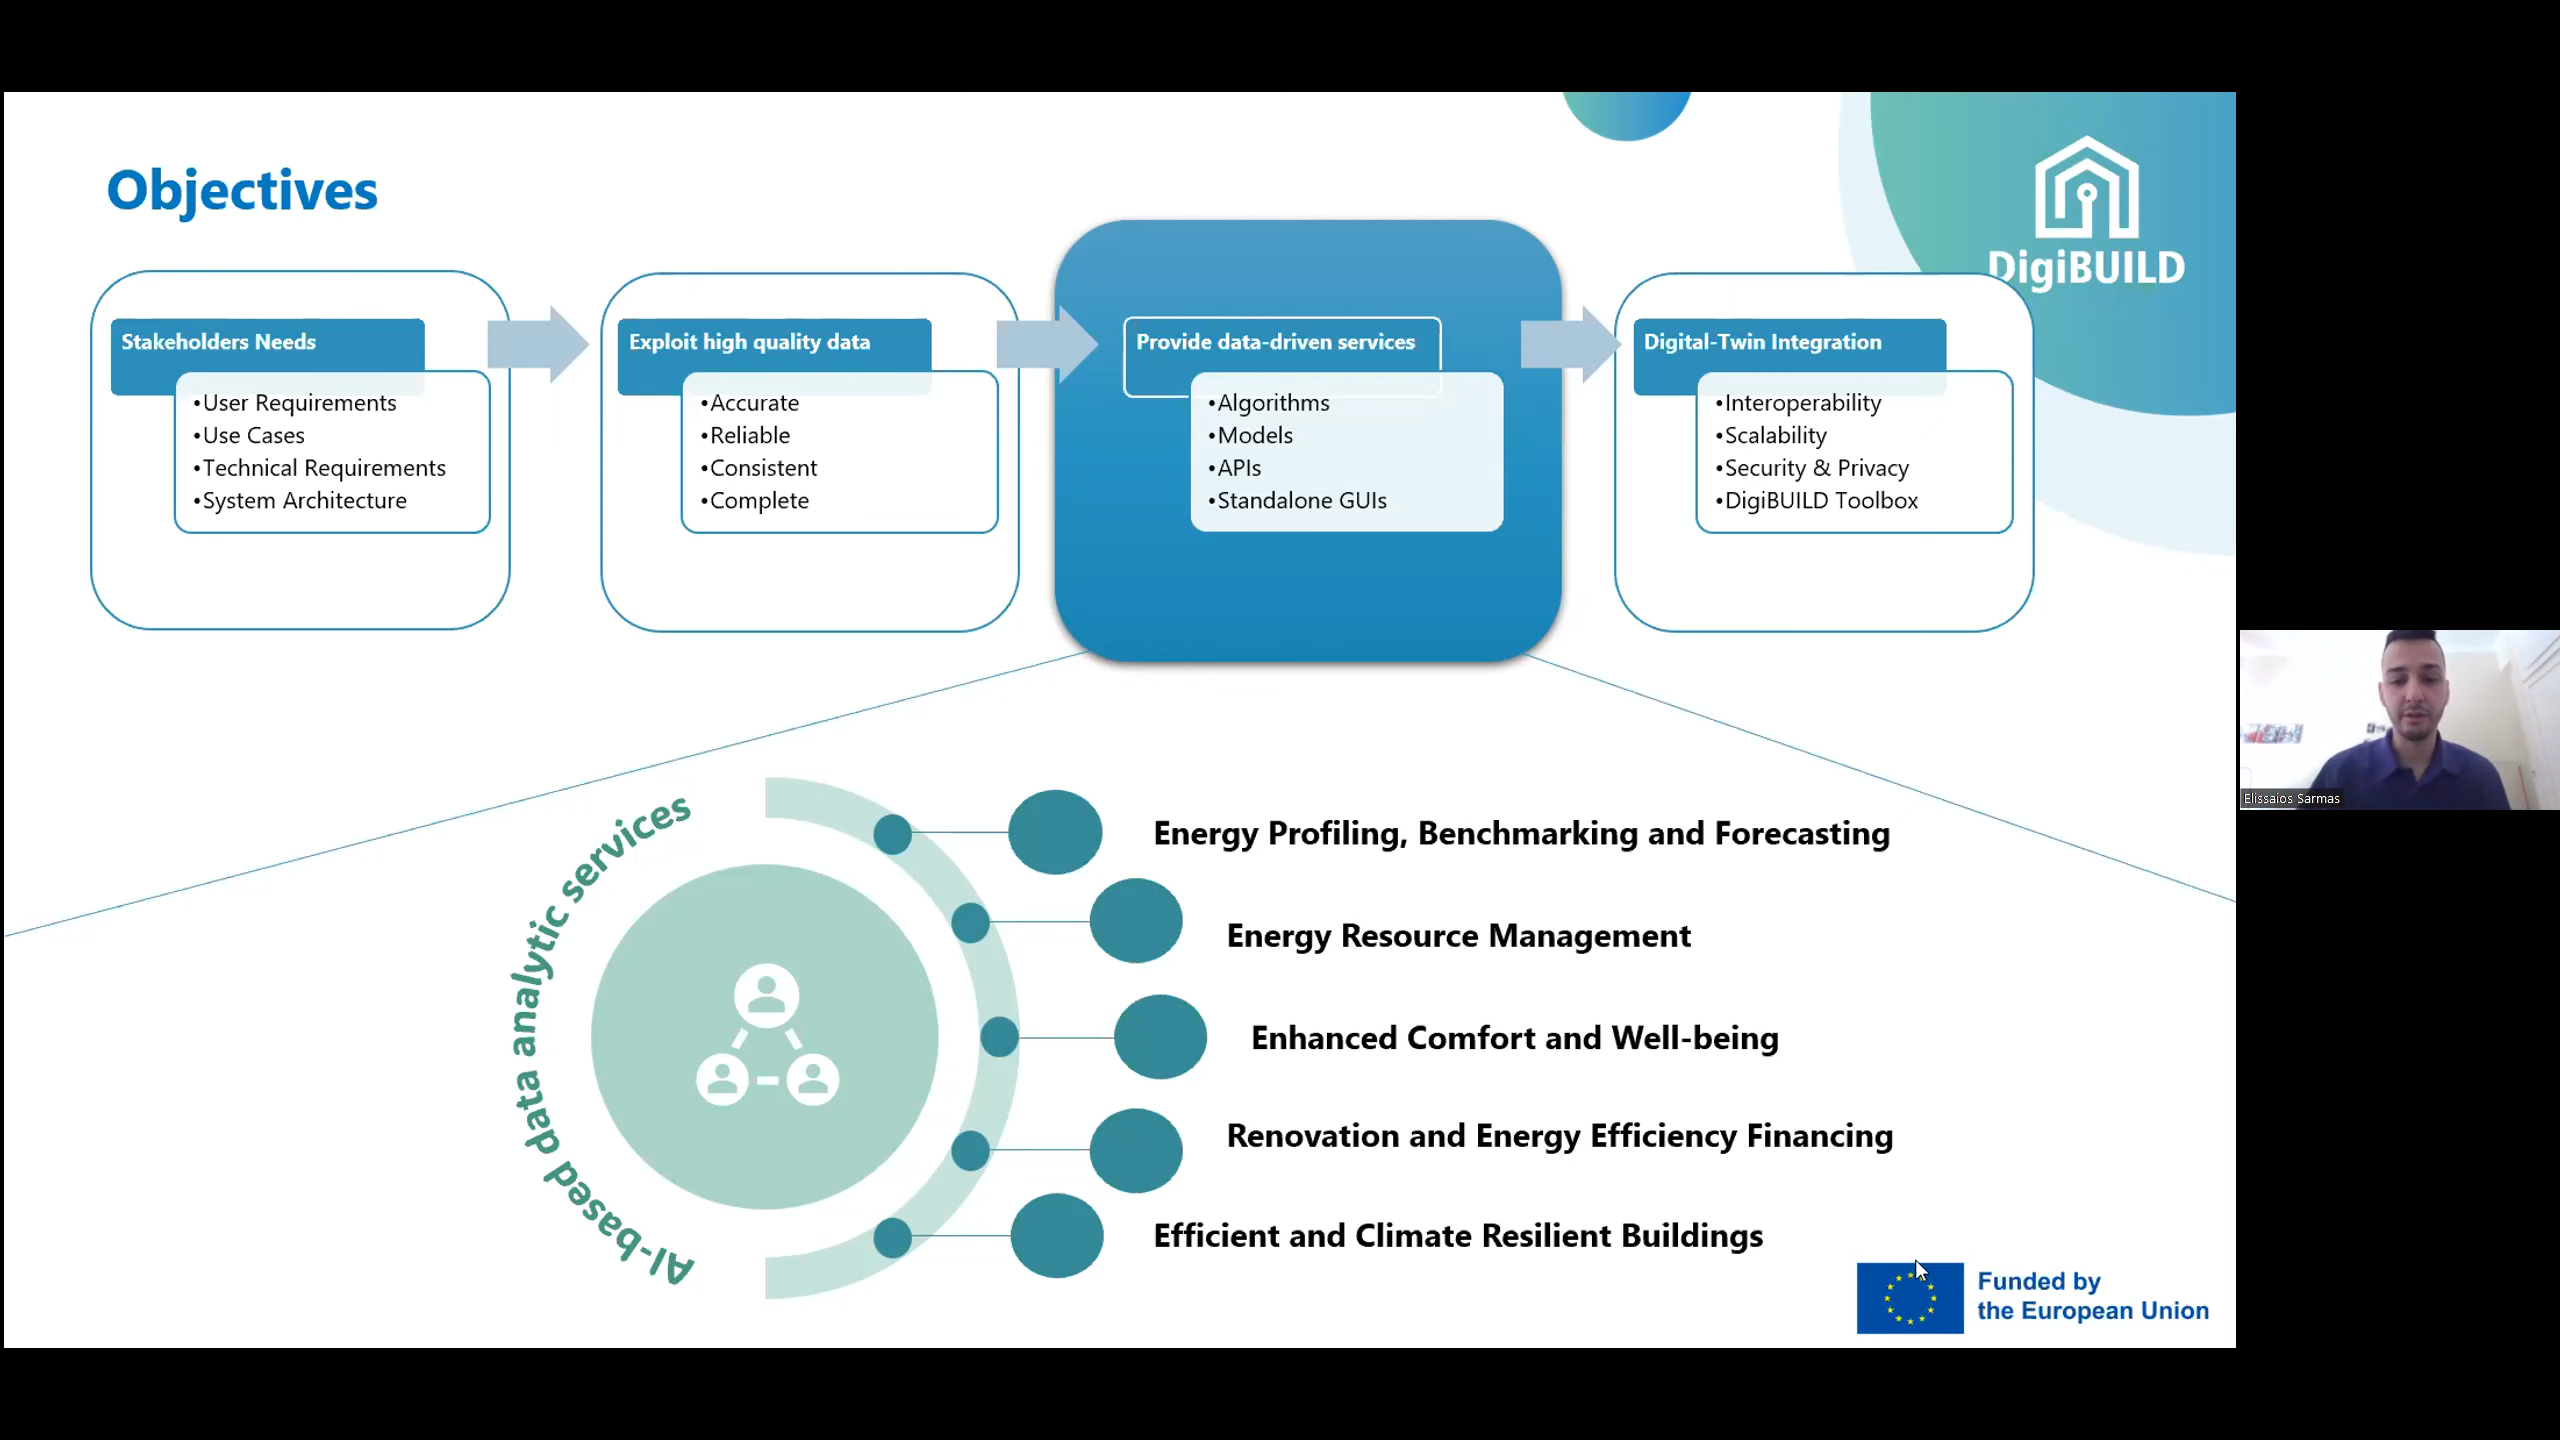 Objectives
DigiBUILD
Stakeholders Needs
•User Requirements
•Use Cases
•Technical Requirements
•System Architecture
Exploit high quality data
•Accurate
•Reliable
•Consistent
•Complete
Provide data-driven services
•Algorithms
•Models
•APIs
•Standalone GUIs
Digital-Twin Integration
•Interoperability
•Scalability
•Security & Privacy
•DigiBUILD Toolbox
AI-based data analytic services
Energy Profiling, Benchmarking and Forecasting
Energy Resource Management
Enhanced Comfort and Well-being
Renovation and Energy Efficiency Financing
Efficient and Climate Resilient Buildings
Funded by
the European Union
Elissaios Sarmas